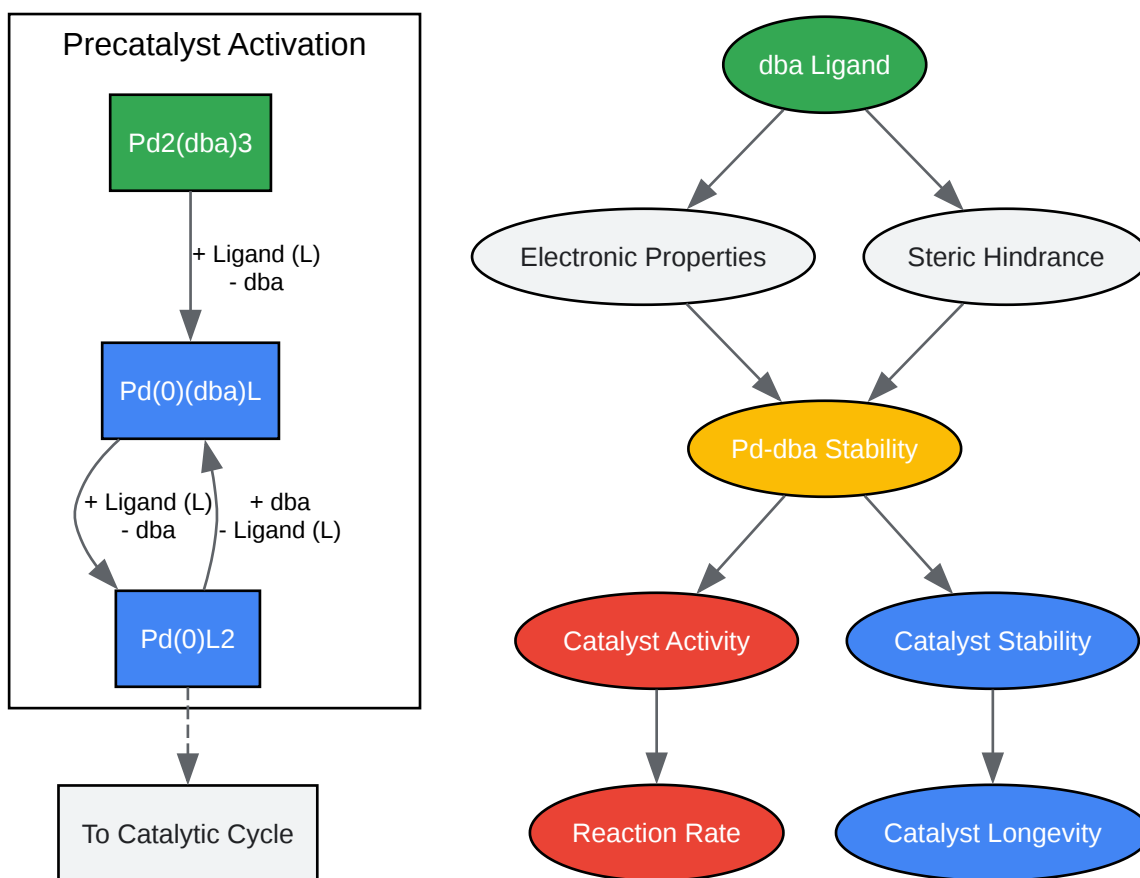 Precatalyst Activation
Pd2(dba)3
+ Ligand (L)
- dba
Pd(0)(dba)L
+ Ligand (L)
- dba
+ dba
- Ligand (L)
Pd(0)L2
To Catalytic Cycle
dba Ligand
Electronic Properties
Steric Hindrance
Pd-dba Stability
Catalyst Activity
Catalyst Stability
Reaction Rate
Catalyst Longevity